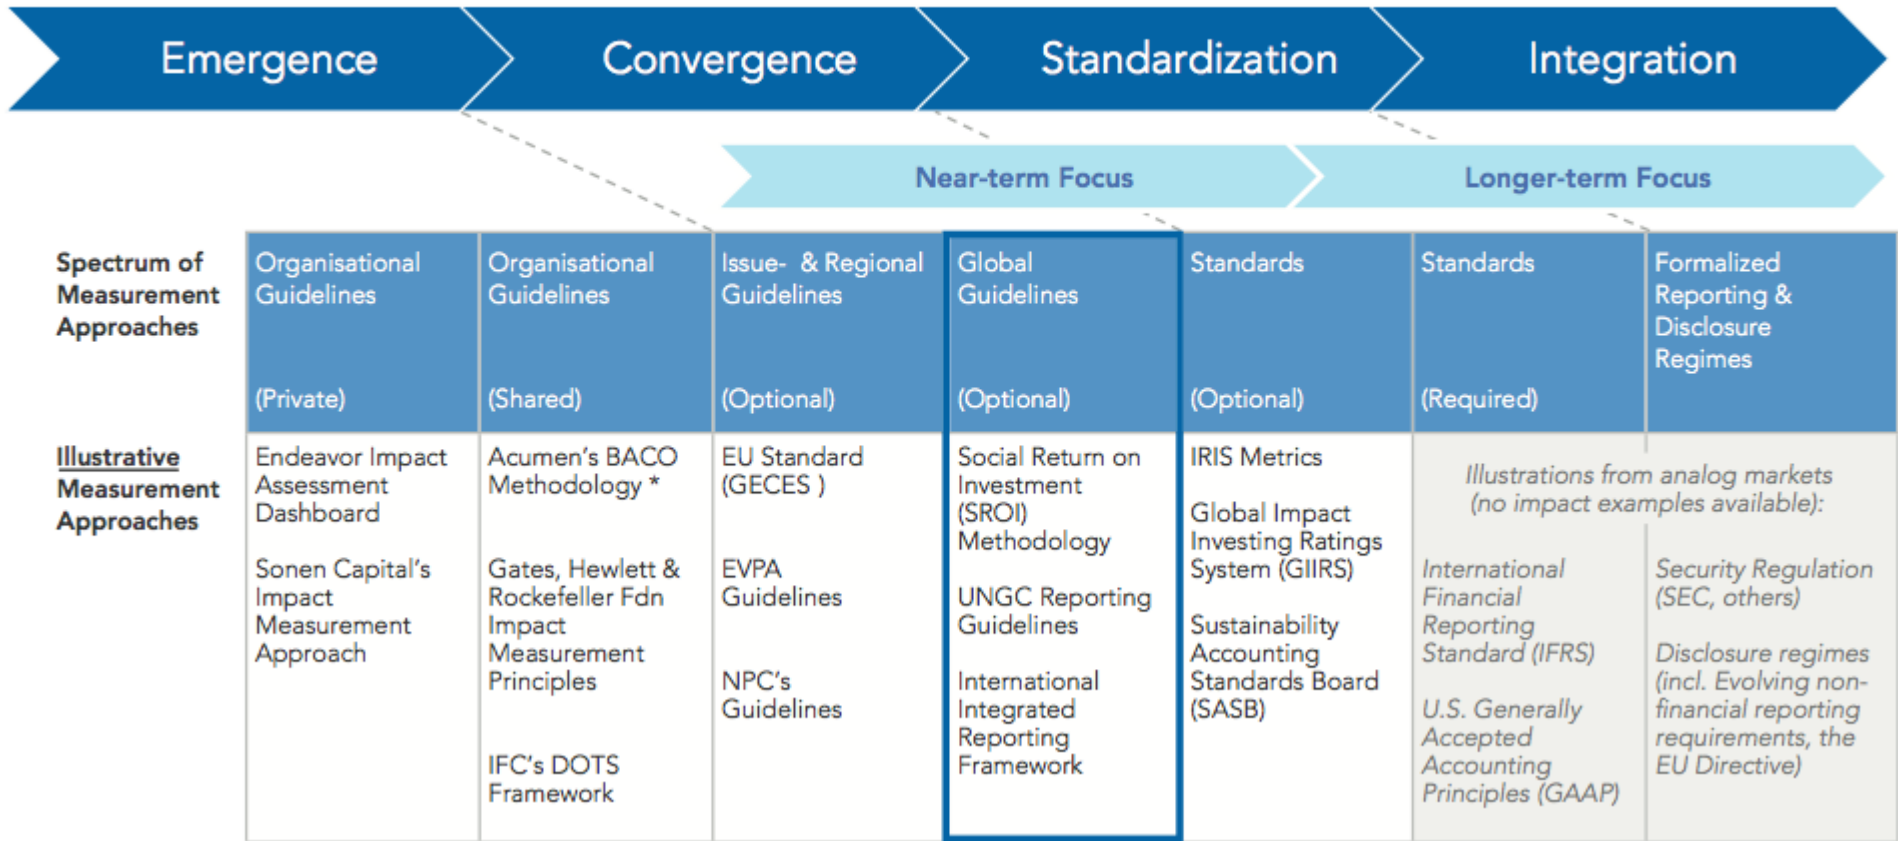 Emergence
Convergence
Standardization
Integration
Near-term Focus
Longer-term Focus
Spectrum of
Measurement
Approaches
Organisational
Guidelines
(Private)
Organisational
Guidelines
(Shared)
Issue- & Regional
Guidelines
(Optional)
Global
Guidelines
(Optional)
Standards
(Optional)
Standards
(Required)
Formalized
Reporting &
Disclosure
Regimes
Illustrative
Measurement
Approaches
Endeavor Impact
Assessment
Dashboard
Sonen Capital's
Impact
Measurement
Approach
Acumen's BACO
Methodology *
Gates, Hewlett &
Rockefeller Fdn
Impact
Measurement
Principles
IFC's DOTS
Framework
EU Standard
(GECES )
EVPA
Guidelines
NPC's
Guidelines
Social Return on
Investment
(SROI)
Methodology
UNGC Reporting
Guidelines
International
Integrated
Reporting
Framework
IRIS Metrics
Global Impact
Investing Ratings
System (GIIRS)
Sustainability
Accounting
Standards Board
(SASB)
Illustrations from analog markets
(no impact examples available):
International
Financial
Reporting
Standard (IFRS)
U.S. Generally
Accepted
Accounting
Principles (GAAP)
Security Regulation
(SEC, others)
Disclosure regimes
(incl. Evolving non-
financial reporting
requirements, the
EU Directive)